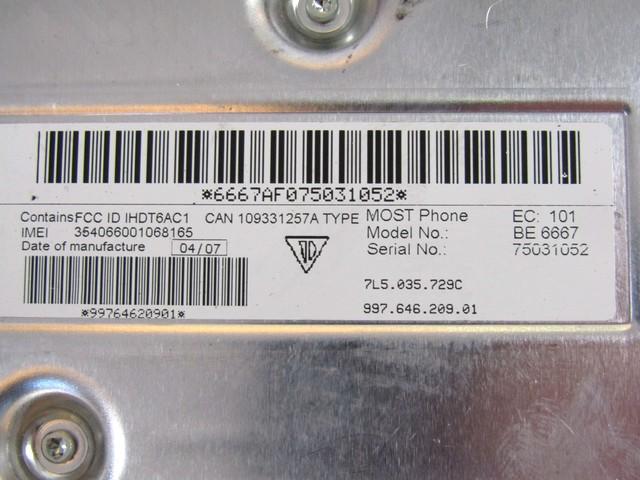 *6667AF075031052*
ContainsFCC ID IHDT6AC1 CAN 109331257A TYPE MOST Phone EC: 101
IMEI 354066001068165 Model No.: BE 6667
Date of manufacture 04/07 Serial No.: 75031052
7L5.035.729C
*99764620901* 997.646.209.01